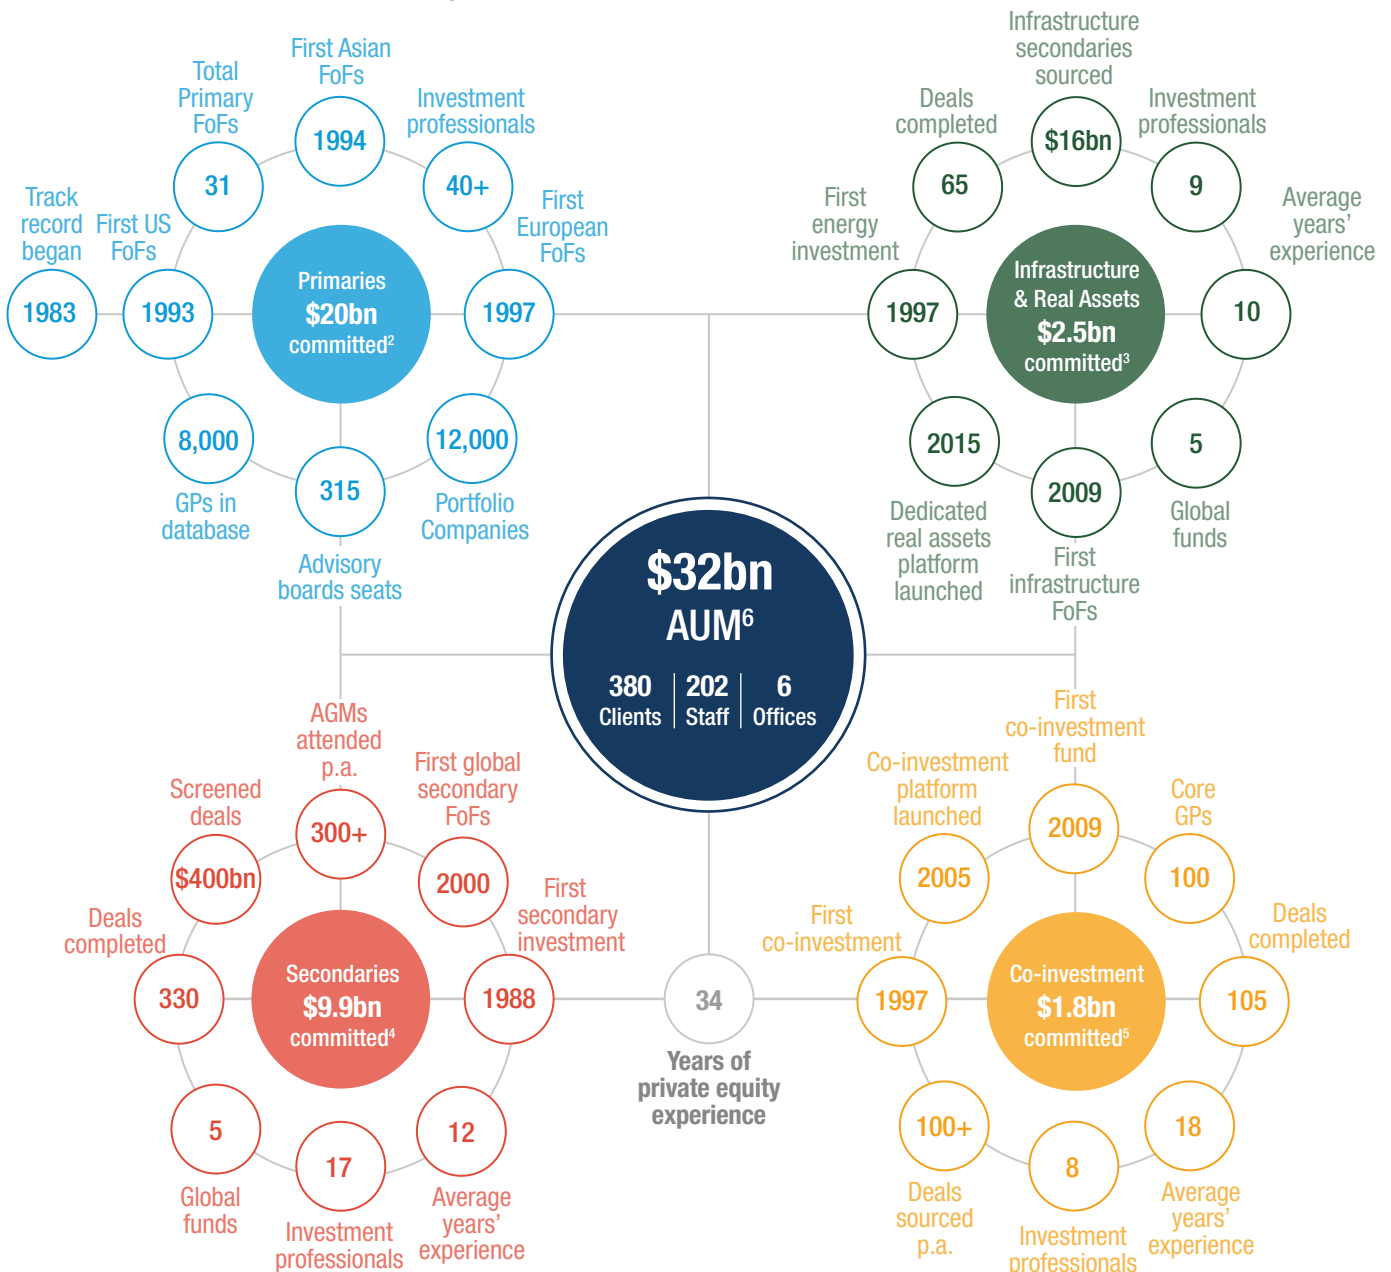 First Asian
FoFs
1994
Total
Primary
FoFs
31
Investment
professionals
40+
Track
record
began
1983
First US
FoFs
1993
First
European
FoFs
1997
Primaries
$20bn
committed2
8,000
GPs in
database
315
Advisory
boards seats
12,000
Portfolio
Companies
Infrastructure
secondaries
sourced
$16bn
Deals
completed
65
Investment
professionals
9
First
energy
investment
1997
Average
years'
experience
10
Infrastructure
& Real Assets
$2.5bn
committed3
2015
Dedicated
real assets
platform
launched
2009
First
infrastructure
FoFs
5
Global
funds
$32bn
AUM6
380
Clients
202
Staff
6
Offices
AGMs
attended
p.a.
300+
Screened
deals
$400bn
First global
secondary
FoFs
2000
Deals
completed
330
First
secondary
investment
1988
Secondaries
$9.9bn
committed4
5
Global
funds
17
Investment
professionals
12
Average
years'
experience
34
Years of
private equity
experience
First
co-investment
fund
2009
Co-investment
platform
launched
2005
Core
GPs
100
First
co-investment
1997
Deals
completed
105
Co-investment
$1.8bn
committed5
100+
Deals
sourced
p.a.
8
Investment
professionals
18
Average
years'
experience